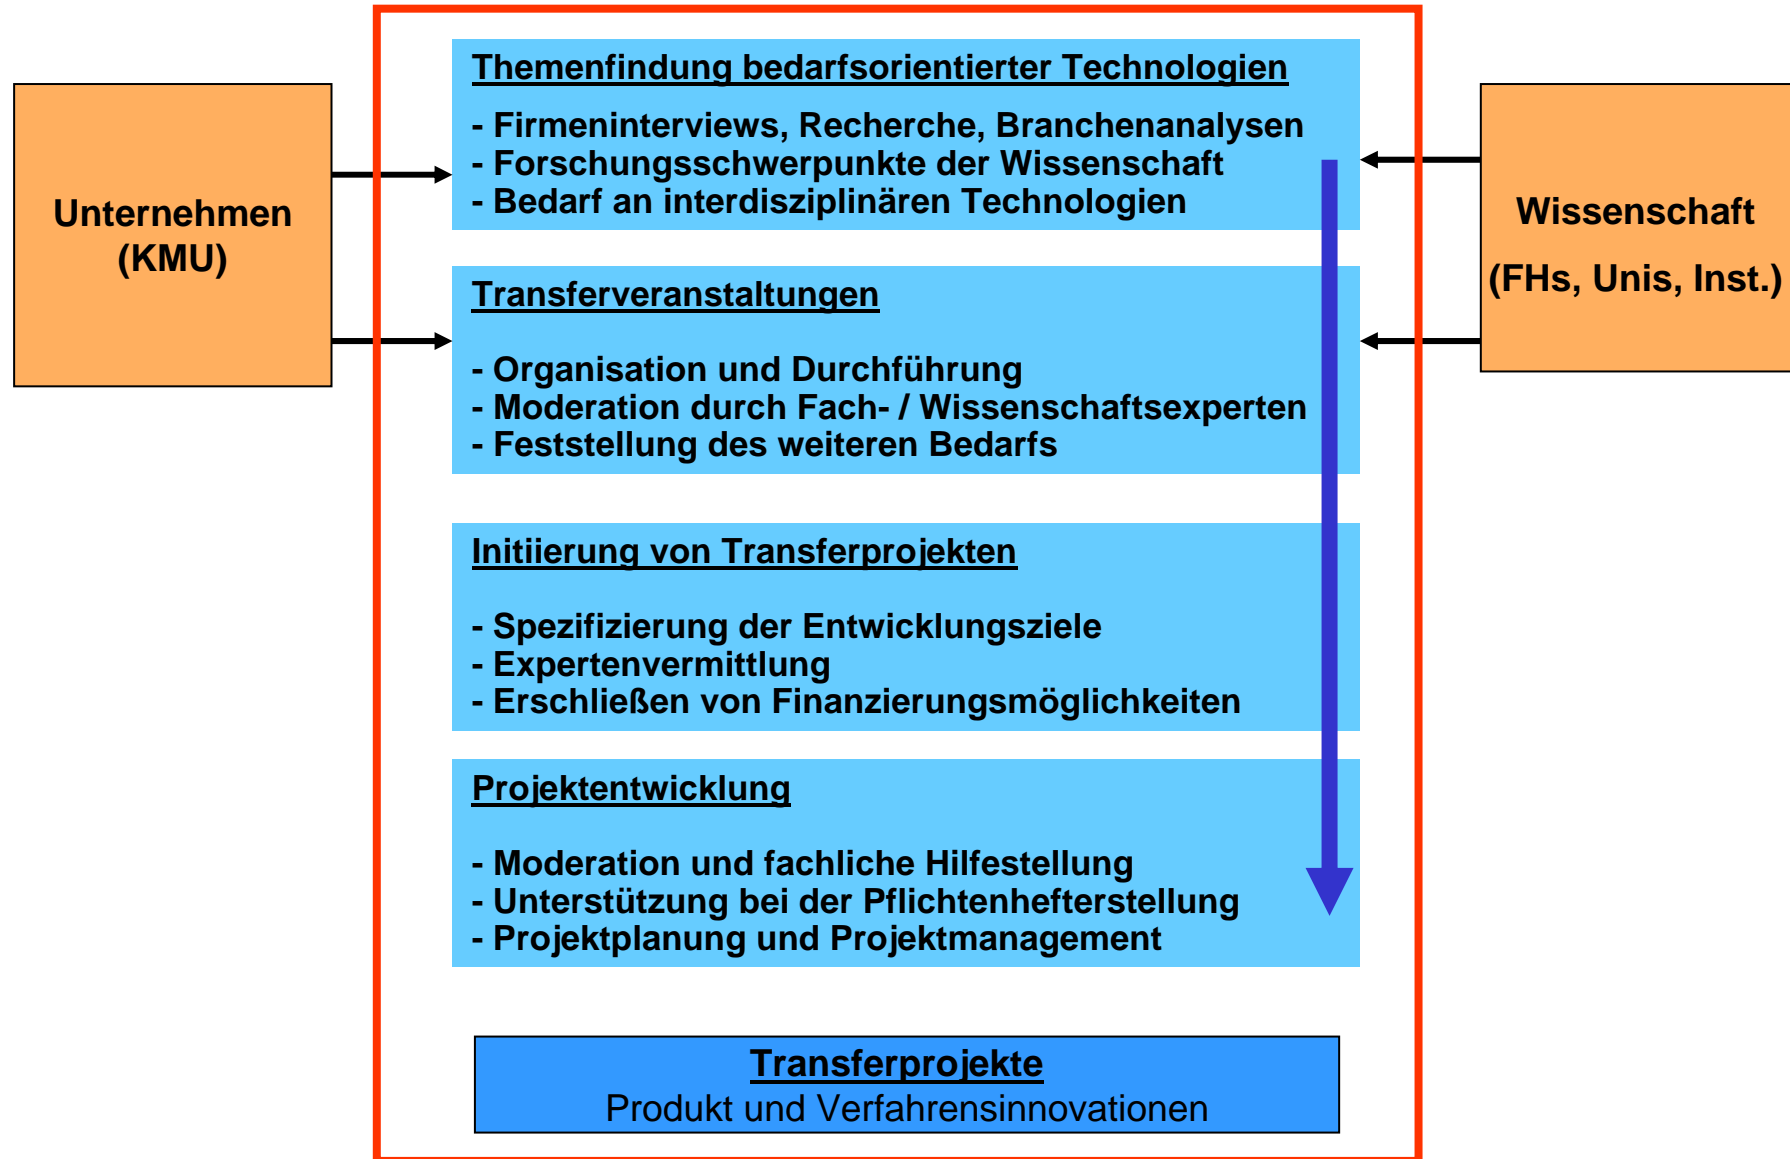 Themenfindung bedarfsorientierter Technologien
- Firmeninterviews, Recherche, Branchenanalysen
- Forschungsschwerpunkte der Wissenschaft
- Bedarf an interdisziplinären Technologien
Unternehmen
(KMU)
Wissenschaft
(FHs, Unis, Inst.)
Transferveranstaltungen
- Organisation und Durchführung
- Moderation durch Fach- / Wissenschaftsexperten
- Feststellung des weiteren Bedarfs
Initiierung von Transferprojekten
- Spezifizierung der Entwicklungsziele
- Expertenvermittlung
- Erschließen von Finanzierungsmöglichkeiten
Projektentwicklung
- Moderation und fachliche Hilfestellung
- Unterstützung bei der Pflichtenhefterstellung
- Projektplanung und Projektmanagement
Transferprojekte
Produkt und Verfahrensinnovationen